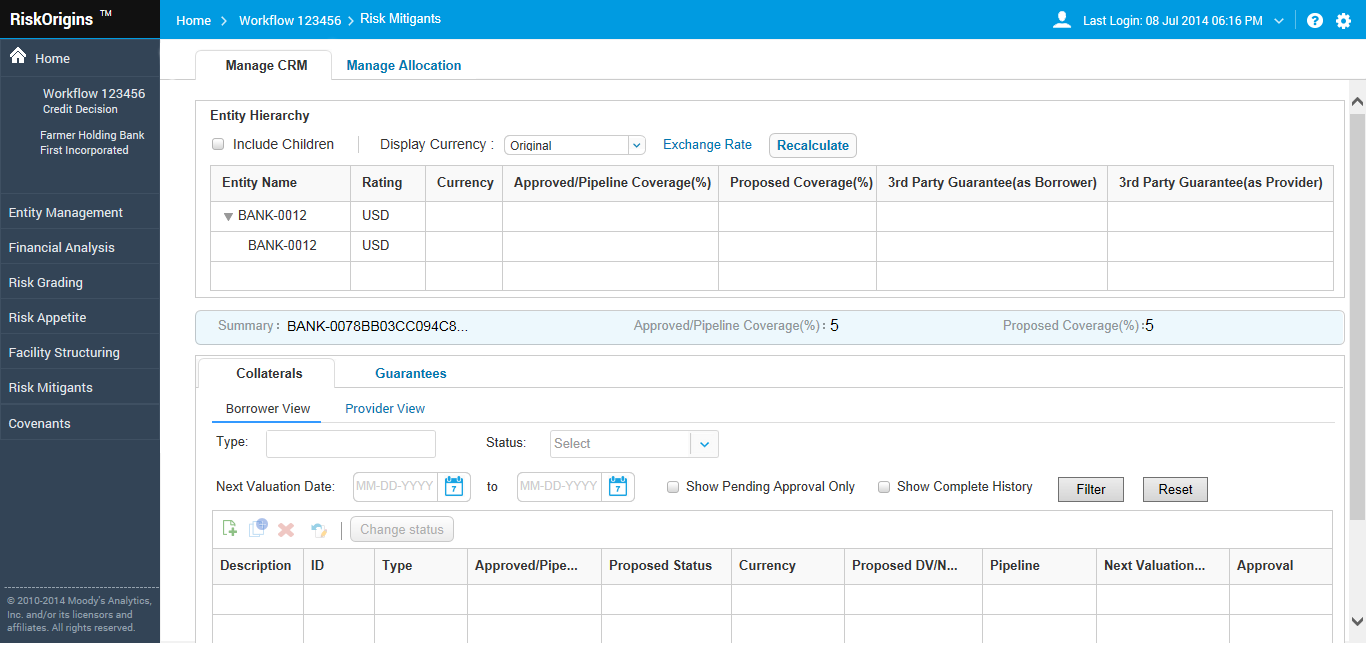 RiskOrigins ™
Home > Workflow 123456 > Risk Mitigants
Last Login: 08 Jul 2014 06:16 PM
Home
Workflow 123456
Credit Decision
Farmer Holding Bank
First Incorporated
Entity Management
Financial Analysis
Risk Grading
Risk Appetite
Facility Structuring
Risk Mitigants
Covenants
© 2010-2014 Moody's Analytics,
Inc. and/or its licensors and
affiliates. All rights reserved.
Manage CRM Manage Allocation
Entity Hierarchy
Include Children Display Currency : Original Exchange Rate Recalculate
Entity Name Rating Currency Approved/Pipeline Coverage(%) Proposed Coverage(%) 3rd Party Guarantee(as Borrower) 3rd Party Guarantee(as Provider)
BANK-0012 USD
BANK-0012 USD
Summary : BANK-0078BB03CC094C8... Approved/Pipeline Coverage(%) : 5 Proposed Coverage(%) :5
Collaterals Guarantees
Borrower View Provider View
Type: Status: Select
Next Valuation Date: MM-DD-YYYY 7 to MM-DD-YYYY 7 Show Pending Approval Only Show Complete History Filter Reset
Change status
Description ID Type Approved/Pipe... Proposed Status Currency Proposed DV/N... Pipeline Next Valuation... Approval